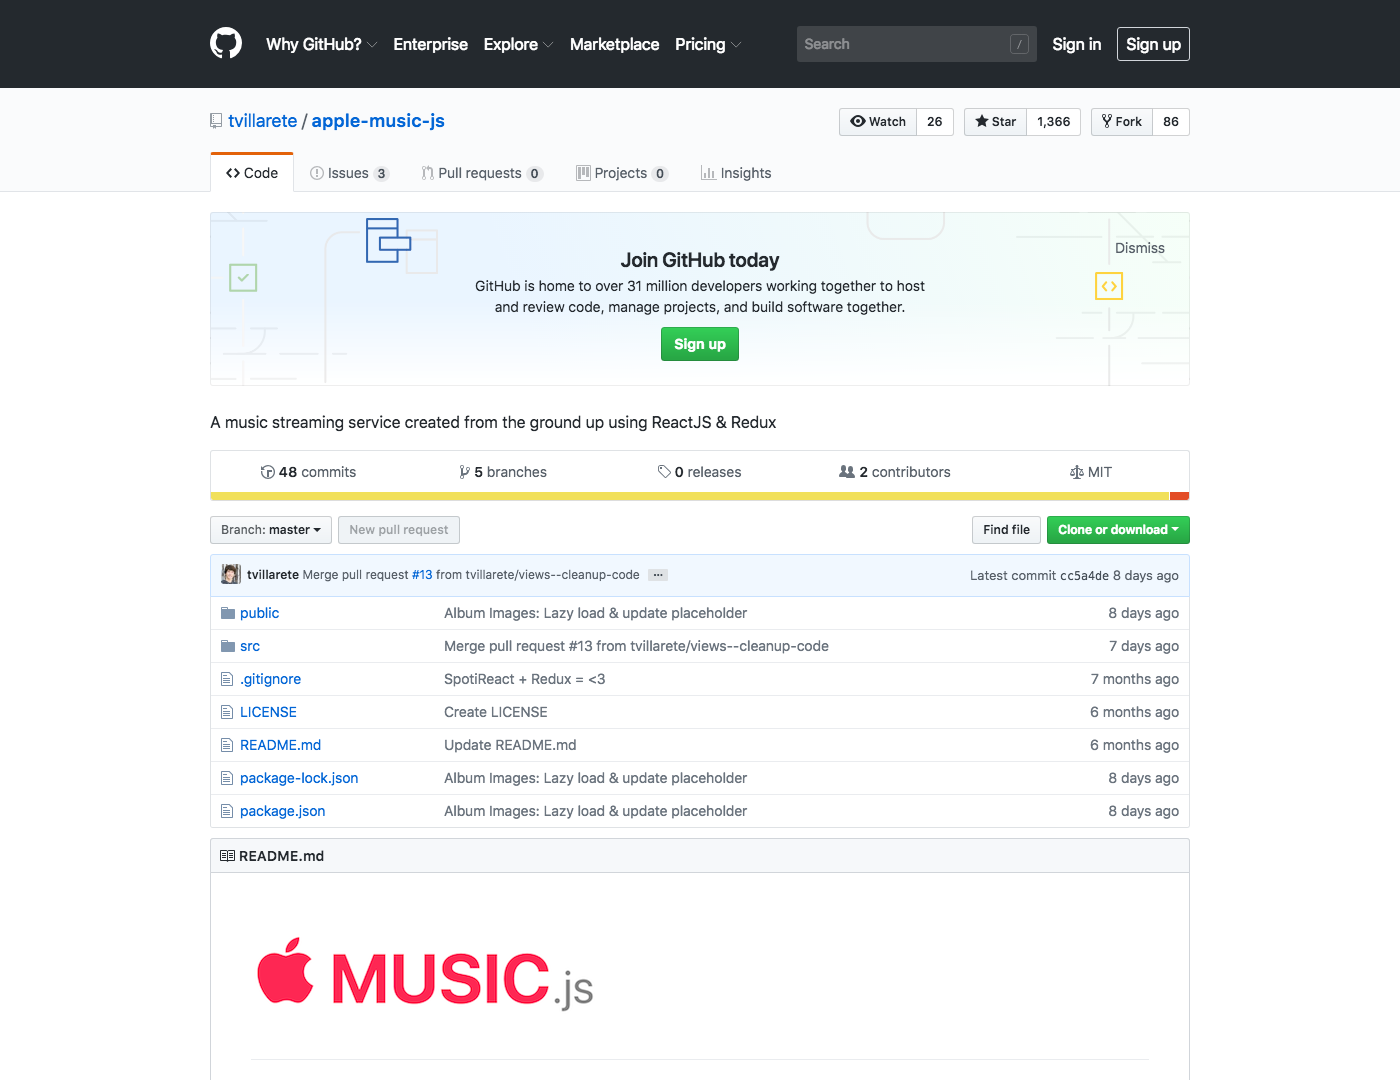 Why GitHub? Enterprise Explore Marketplace Pricing Search / Sign in Sign up
tvillarete / apple-music-js Watch 26 Star 1,366 Fork 86
Code Issues 3 Pull requests 0 Projects 0 Insights
Dismiss
Join GitHub today
GitHub is home to over 31 million developers working together to host
and review code, manage projects, and build software together.
Sign up
A music streaming service created from the ground up using ReactJS & Redux
48 commits 5 branches 0 releases 2 contributors MIT
Branch: master New pull request Find file Clone or download
tvillarete Merge pull request #13 from tvillarete/views--cleanup-code ... Latest commit cc5a4de 8 days ago
public Album Images: Lazy load & update placeholder 8 days ago
src Merge pull request #13 from tvillarete/views--cleanup-code 7 days ago
.gitignore SpotiReact + Redux = <3 7 months ago
LICENSE Create LICENSE 6 months ago
README.md Update README.md 6 months ago
package-lock.json Album Images: Lazy load & update placeholder 8 days ago
package.json Album Images: Lazy load & update placeholder 8 days ago
README.md
MUSIC.js